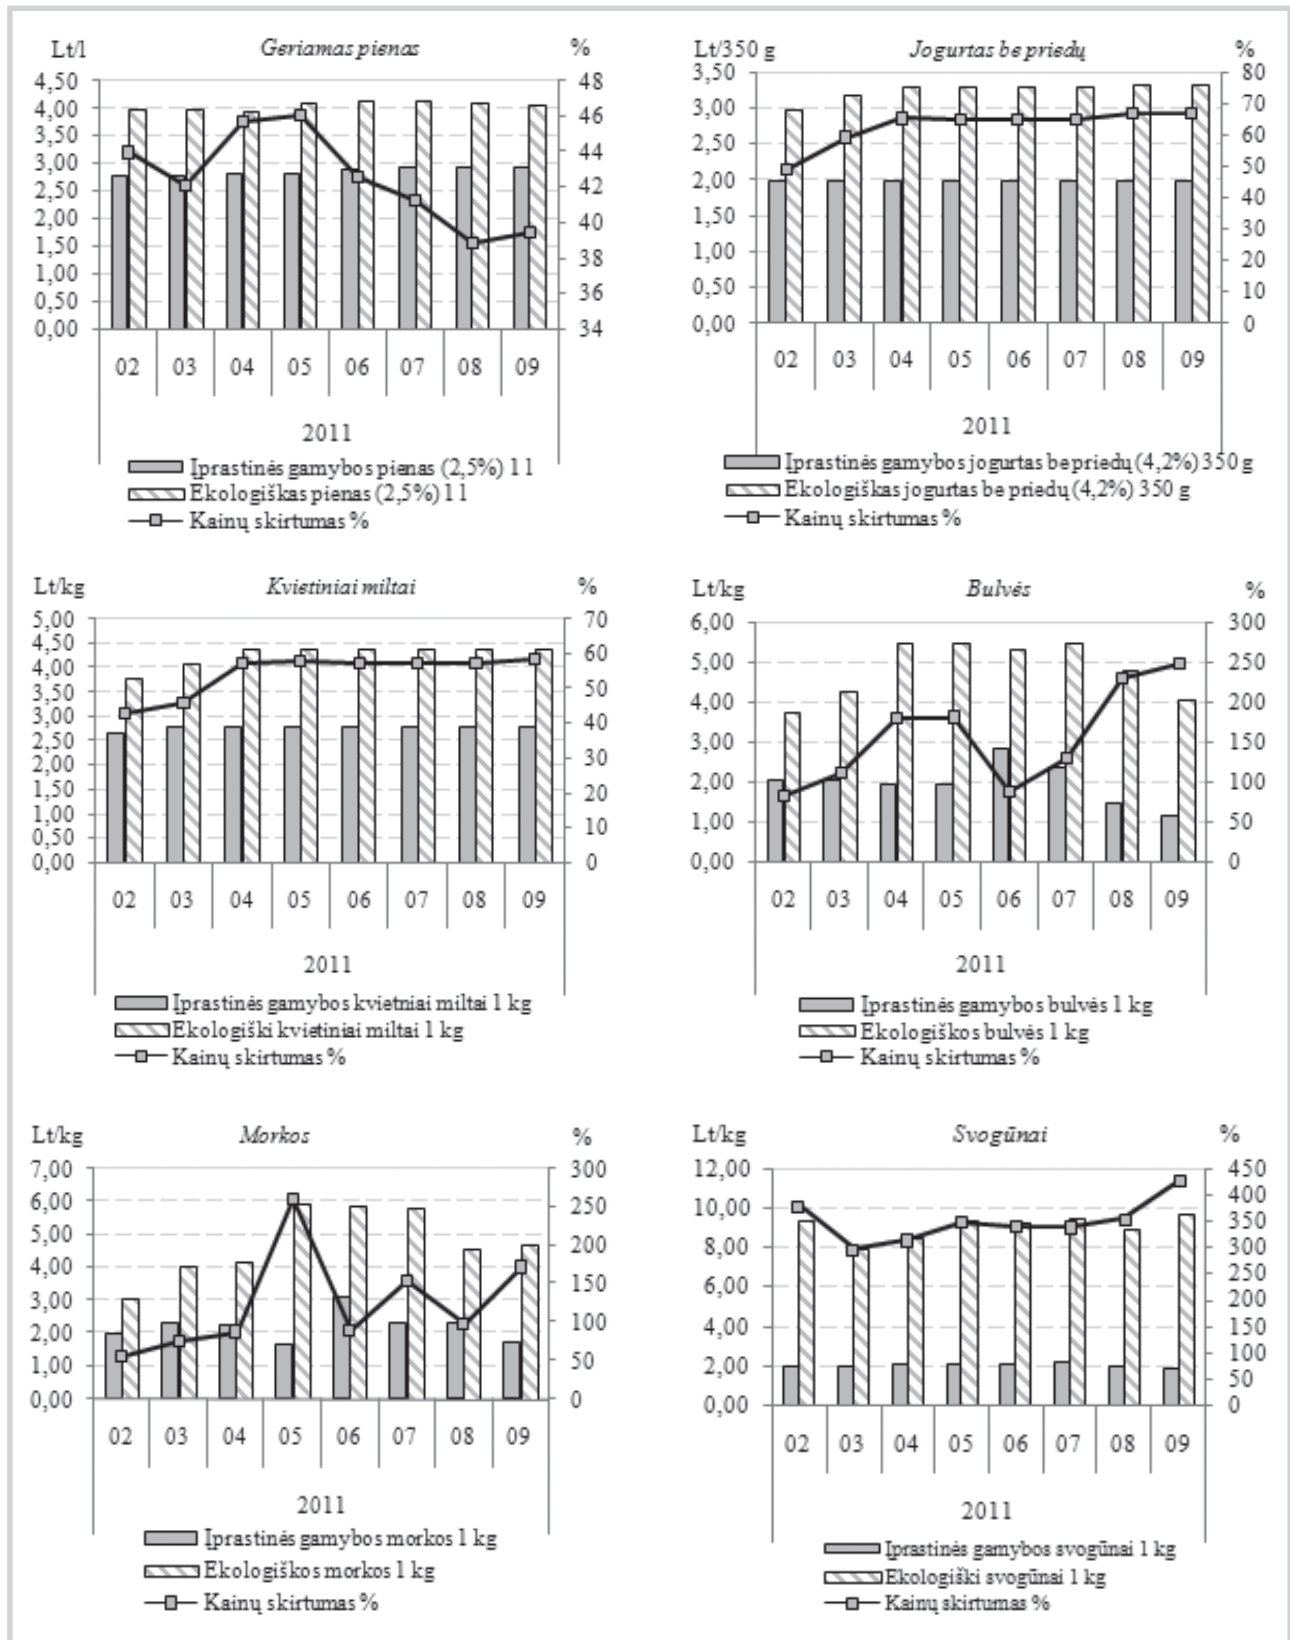 Lt/l Geriamas pienas %
4,50 48
4,00 46
3,50 44
3,00
2,50 42
2,00 40
1,50 38
1,00
0,50 36
0,00 34
02 03 04 05 06 07 08 09
2011
Įprastinės gamybos pienas (2,5%) 1 l
Ekologiškas pienas (2,5%) 1 l
Kainų skirtumas %
Lt/350 g Jogurtas be priedų %
3,50 80
3,00 70
2,50 60
2,00 50
1,50 40
1,00 30
0,50 20
0,00 10
0
02 03 04 05 06 07 08 09
2011
Įprastinės gamybos jogurtas be priedų (4,2%) 350 g
Ekologiškas jogurtas be priedų (4,2%) 350 g
Kainų skirtumas %
Lt/kg Kvietiniai miltai %
5,00 70
4,50 60
4,00 50
3,50 40
3,00 30
2,50 20
2,00 10
1,50 0
1,00
0,50
0,00
02 03 04 05 06 07 08 09
2011
Įprastinės gamybos kvietniai miltai 1 kg
Ekologiški kvietiniai miltai 1 kg
Kainų skirtumas %
Lt/kg Bulvės %
6,00 300
5,00 250
4,00 200
3,00 150
2,00 100
1,00 50
0,00 0
02 03 04 05 06 07 08 09
2011
Įprastinės gamybos bulvės 1 kg
Ekologiškos bulvės 1 kg
Kainų skirtumas %
Lt/kg Morkos %
7,00 300
6,00 250
5,00 200
4,00 150
3,00 100
2,00 50
1,00 0
0,00
02 03 04 05 06 07 08 09
2011
Įprastinės gamybos morkos 1 kg
Ekologiškos morkos 1 kg
Kainų skirtumas %
Lt/kg Svogūnai %
12,00 450
10,00 400
8,00 350
6,00 300
4,00 250
2,00 200
0,00 150
100
50
0
02 03 04 05 06 07 08 09
2011
Įprastinės gamybos svogūnai 1 kg
Ekologiški svogūnai 1 kg
Kainų skirtumas %